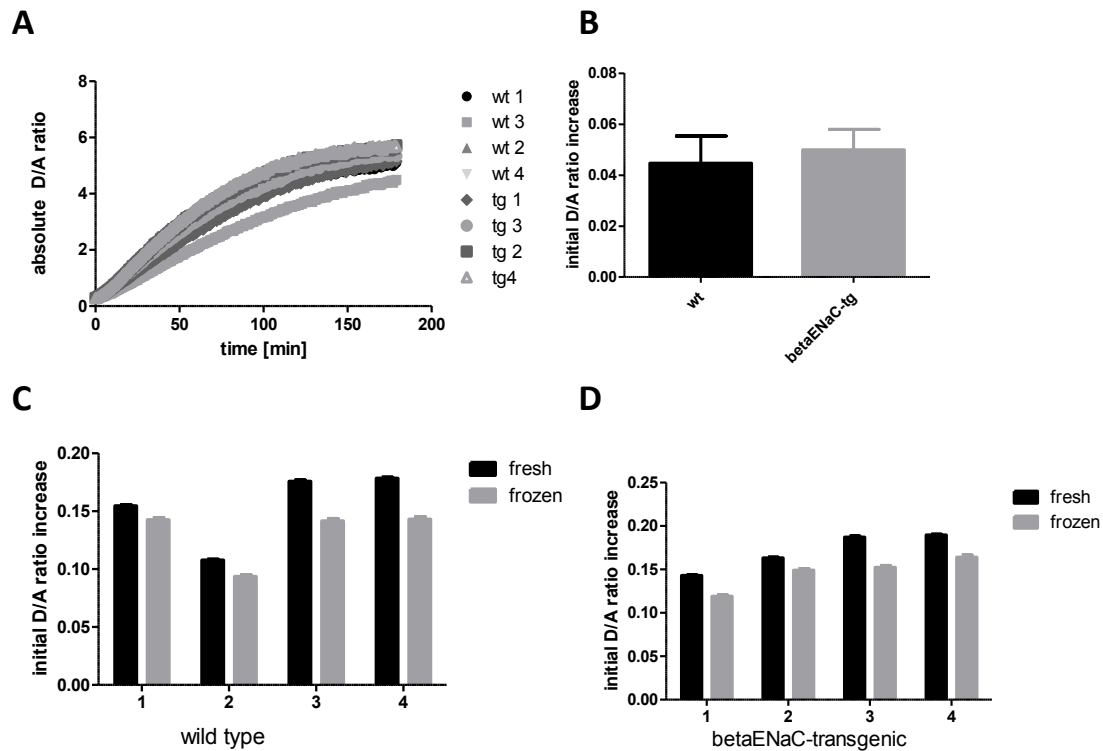 A
absolute D/A ratio
8
6
4
2
0
0 50 100 150 200
time [min]
wt 1
wt 3
wt 2
wt 4
tg 1
tg 3
tg 2
tg4
B
initial D/A ratio increase
0.08
0.06
0.04
0.02
0.00
wt
betaENaC-tg
C
initial D/A ratio increase
0.20
0.15
0.10
0.05
0.00
1 2 3 4
wild type
fresh
frozen
D
initial D/A ratio increase
0.25
0.20
0.15
0.10
0.05
0.00
1 2 3 4
betaENaC-transgenic
fresh
frozen